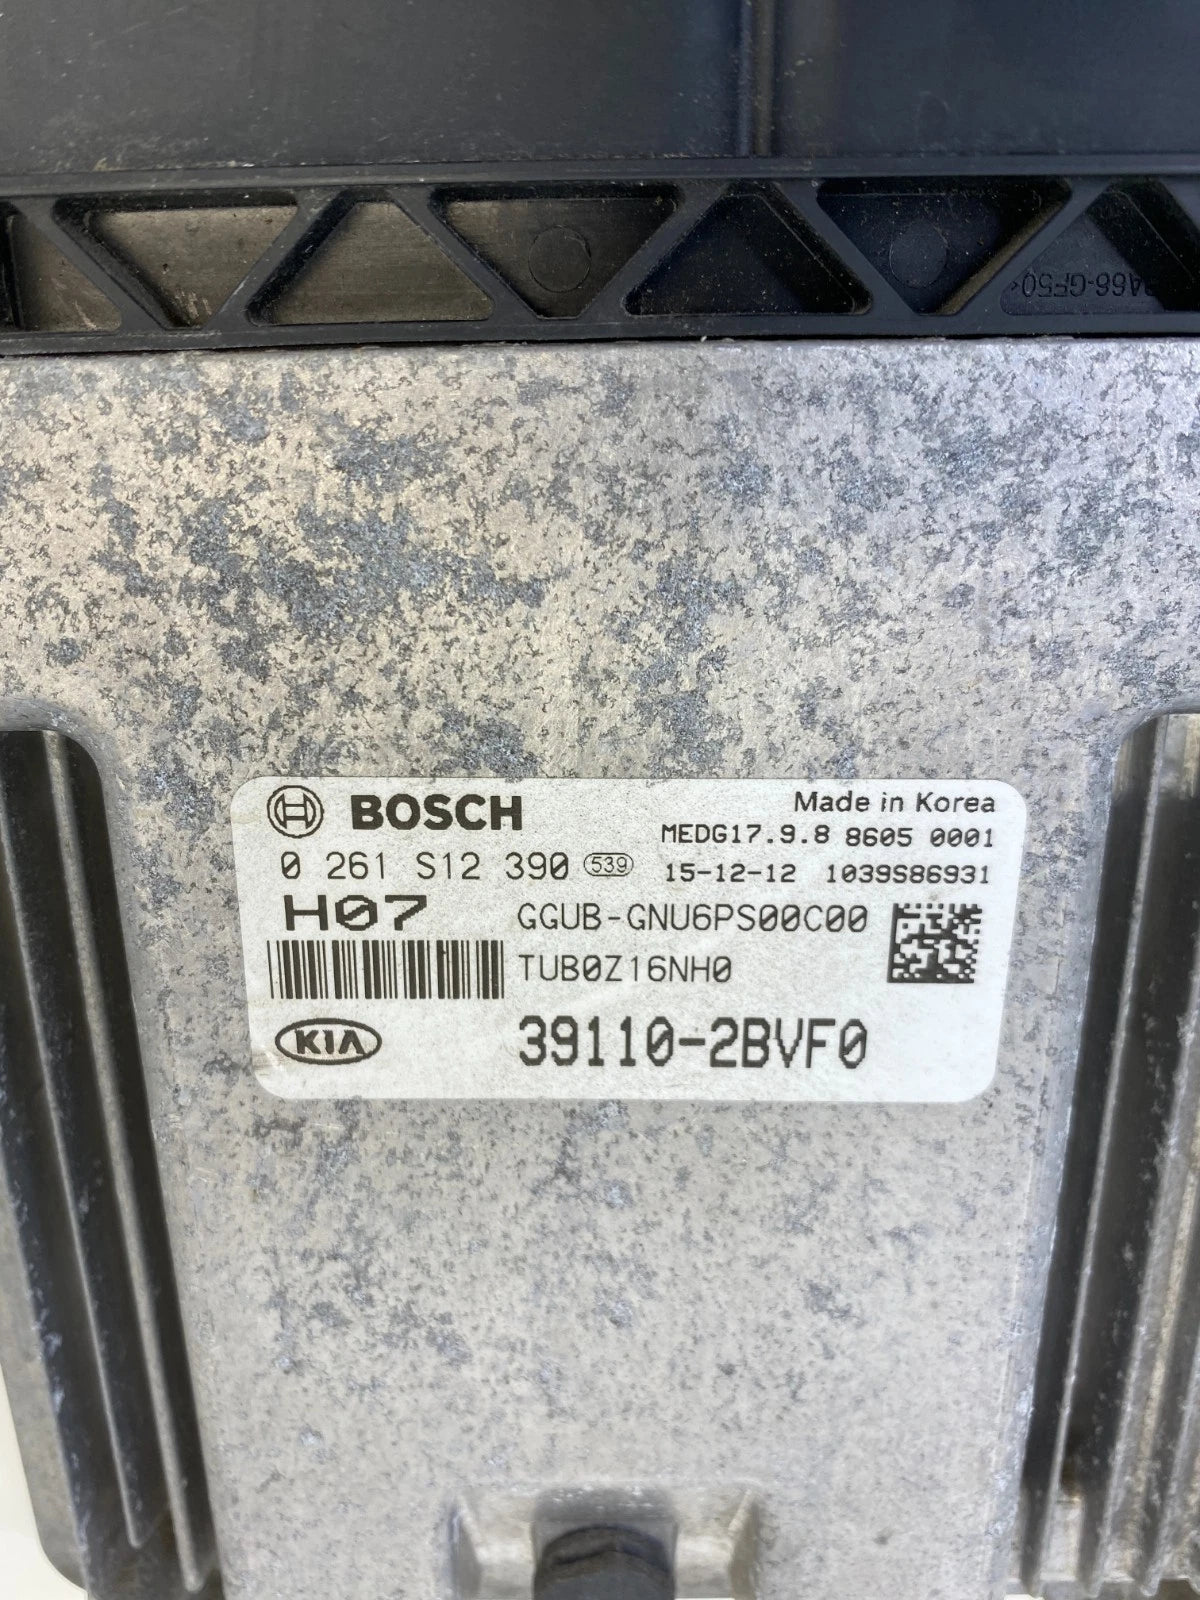 BOSCH
Made in Korea
MEDG17.9.8 8605 0001
0 261 S12 390 539
15-12-12 1039S86931
H07
GGUB-GNU6PS00C00
TUB0Z16NH0
KIA
39110-2BVF0